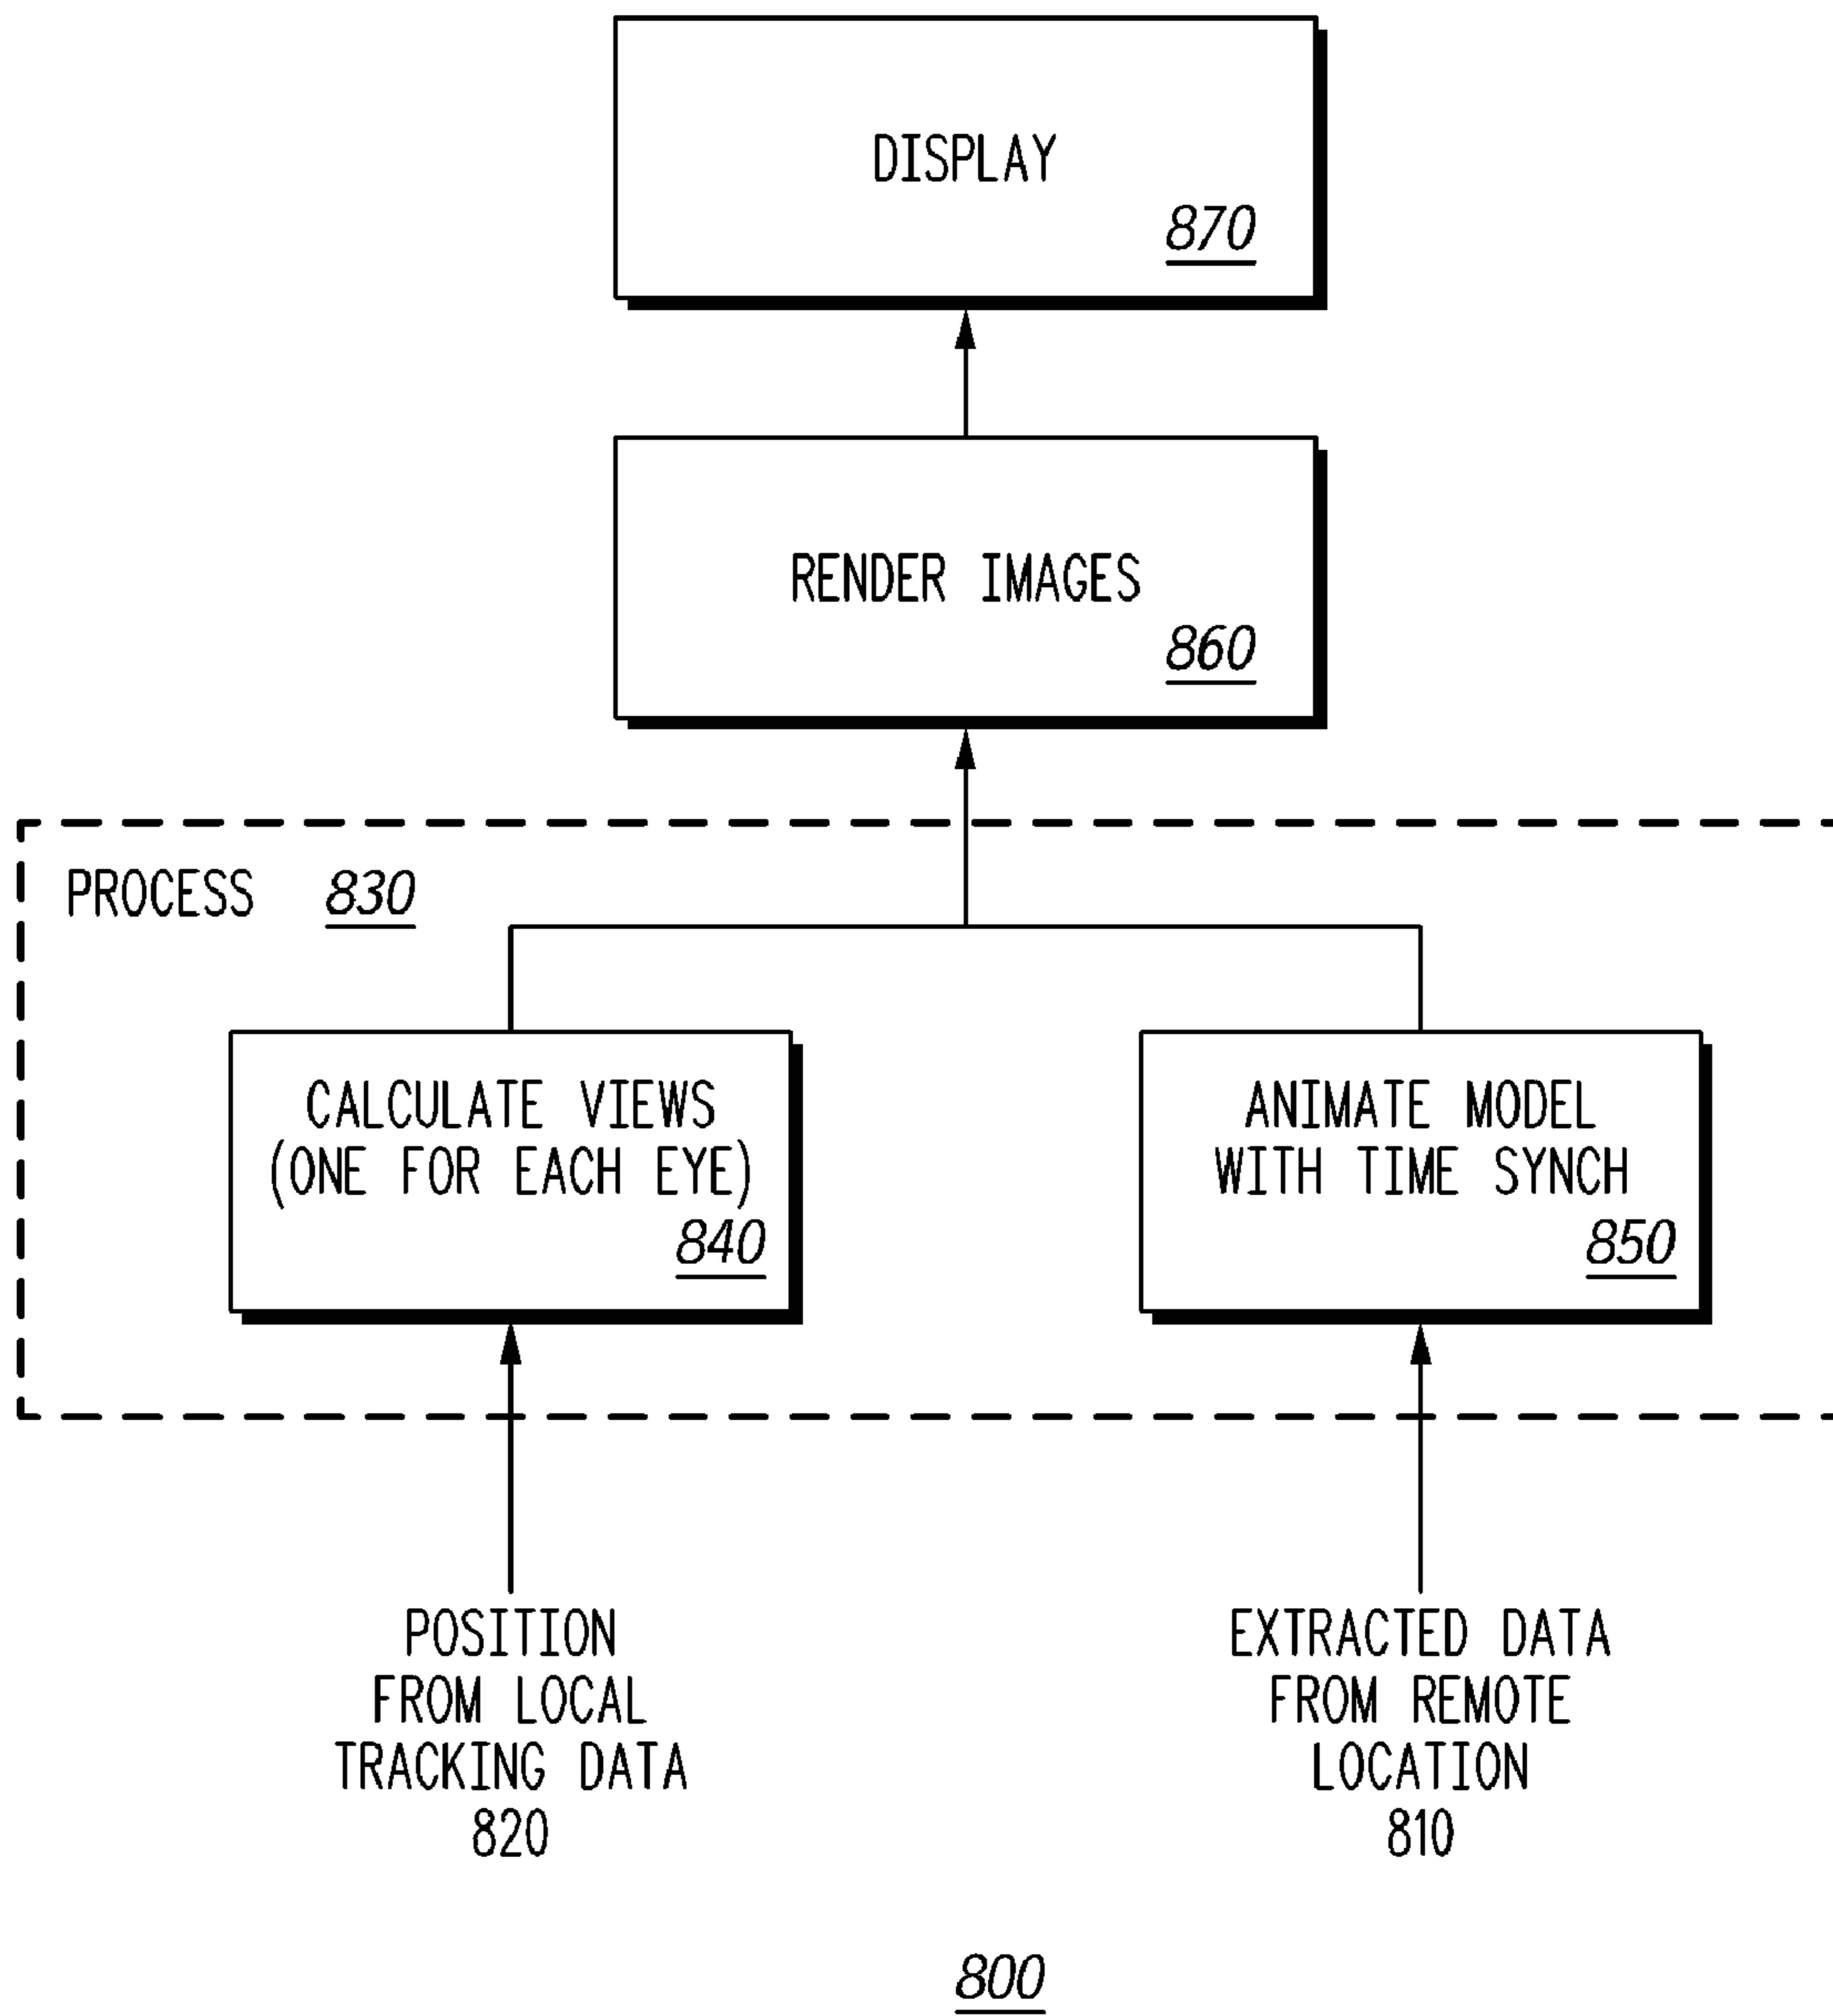 DISPLAY
870
RENDER IMAGES
860
PROCESS 830
CALCULATE VIEWS
(ONE FOR EACH EYE)
840
ANIMATE MODEL
WITH TIME SYNCH
850
POSITION
FROM LOCAL
TRACKING DATA
820
EXTRACTED DATA
FROM REMOTE
LOCATION
810
800